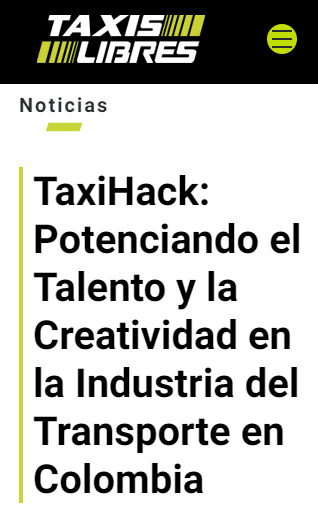 TAXIS
LIBRES
Noticias
TaxiHack:
Potenciando el
Talento y la
Creatividad en
la Industria del
Transporte en
Colombia